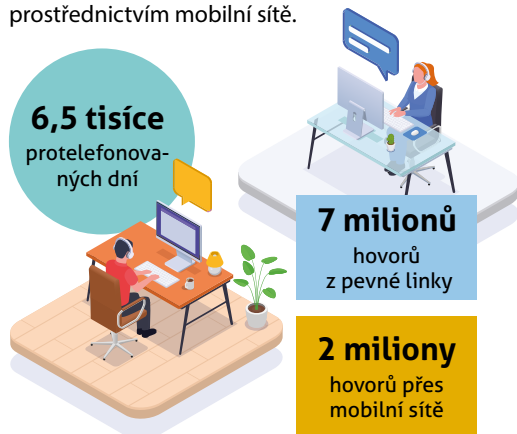 prostřednictvím mobilní sítě.
6,5 tisíce
protelefonova-
ných dní
7 milionů
hovorů
z pevné linky
2 miliony
hovorů přes
mobilní sítě